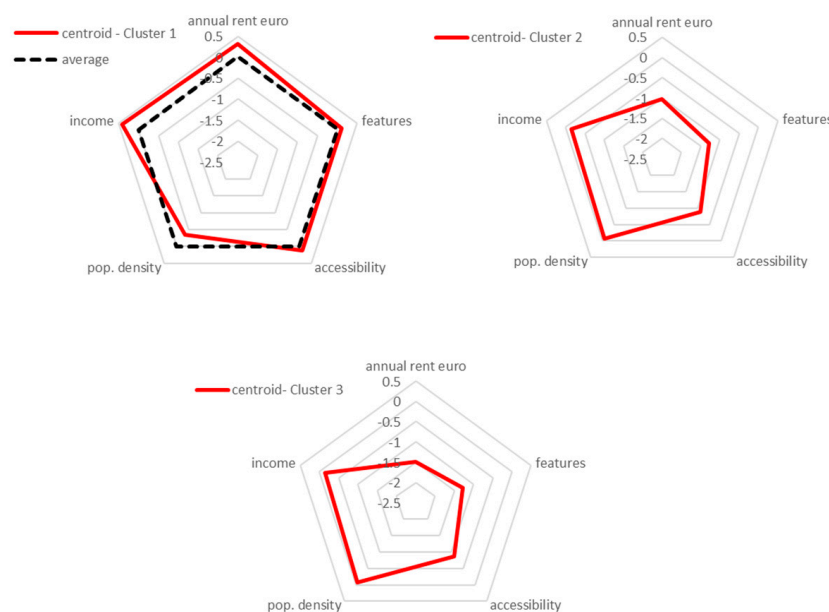 annual rent euro
centroid - Cluster 1
average
0.5
0
-0.5
-1
-1.5
-2
-2.5
income
features
pop. density
accessibility
annual rent euro
centroid- Cluster 2
0.5
0
-0.5
-1
-1.5
-2
-2.5
income
features
pop. density
accessibility
annual rent euro
centroid- Cluster 3
0.5
0
-0.5
-1
-1.5
-2
-2.5
income
features
pop. density
accessibility